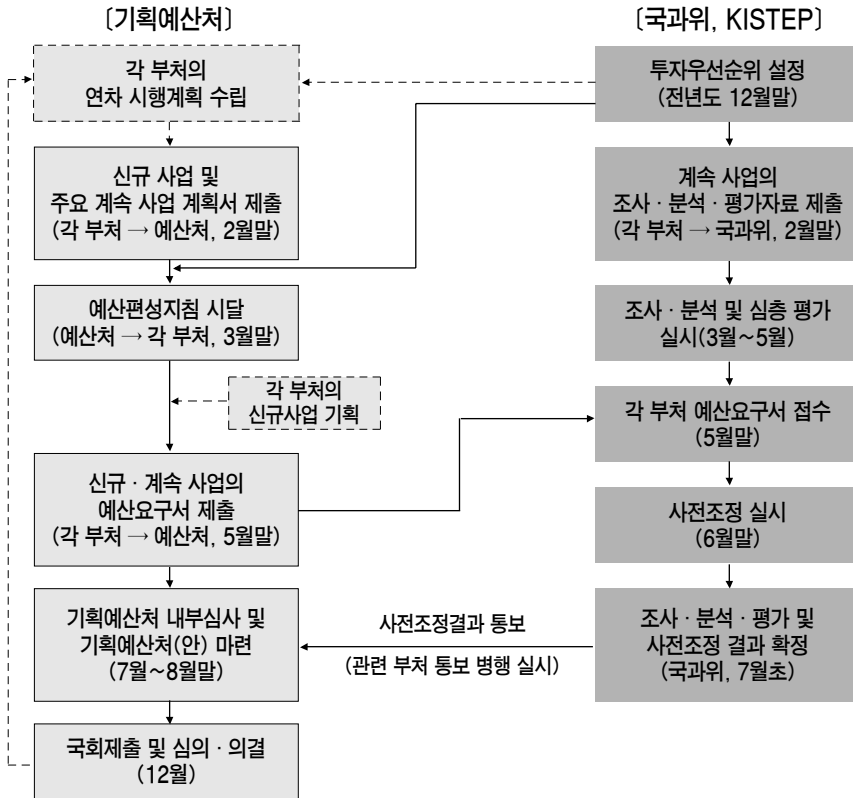 〔기획예산처〕
각 부처의
연차 시행계획 수립
신규 사업 및
주요 계속 사업 계획서 제출
(각 부처 → 예산처, 2월말)
예산편성지침 시달
(예산처 → 각 부처, 3월말)
각 부처의
신규사업 기획
신규 · 계속 사업의
예산요구서 제출
(각 부처 → 예산처, 5월말)
기획예산처 내부심사 및
기획예산처(안) 마련
(7월~8월말)
국회제출 및 심의 · 의결
(12월)
사전조정결과 통보
(관련 부처 통보 병행 실시)
〔국과위, KISTEP〕
투자우선순위 설정
(전년도 12월말)
계속 사업의
조사 · 분석 · 평가자료 제출
(각 부처 → 국과위, 2월말)
조사 · 분석 및 심층 평가
실시(3월~5월)
각 부처 예산요구서 접수
(5월말)
사전조정 실시
(6월말)
조사 · 분석 · 평가 및
사전조정 결과 확정
(국과위, 7월초)